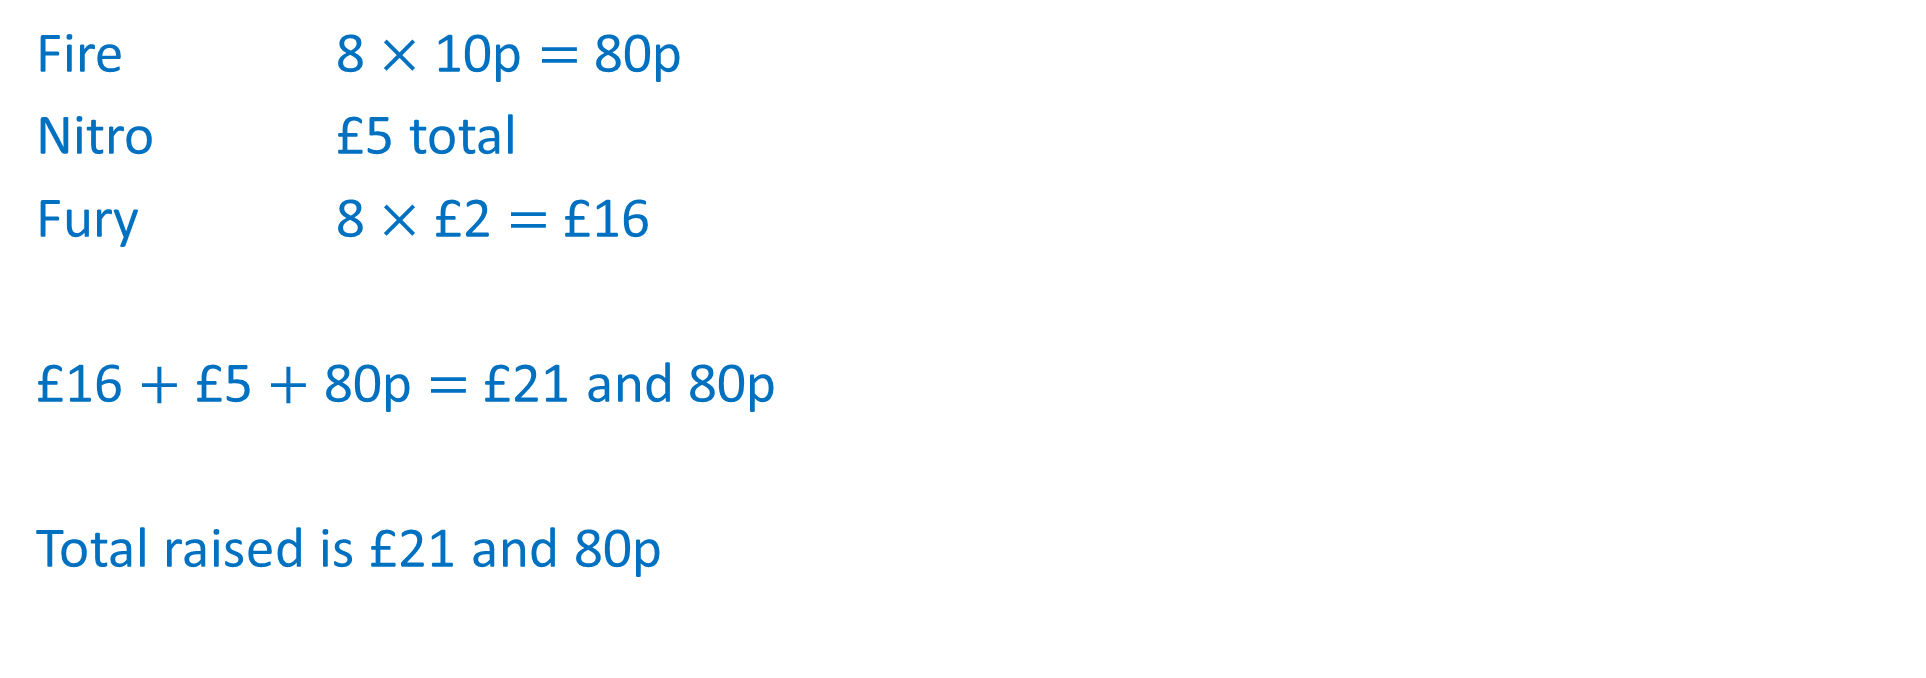 Fire 8 × 10p = 80p
Nitro £5 total
Fury 8 × £2 = £16
£16 + £5 + 80p = £21 and 80p
Total raised is £21 and 80p